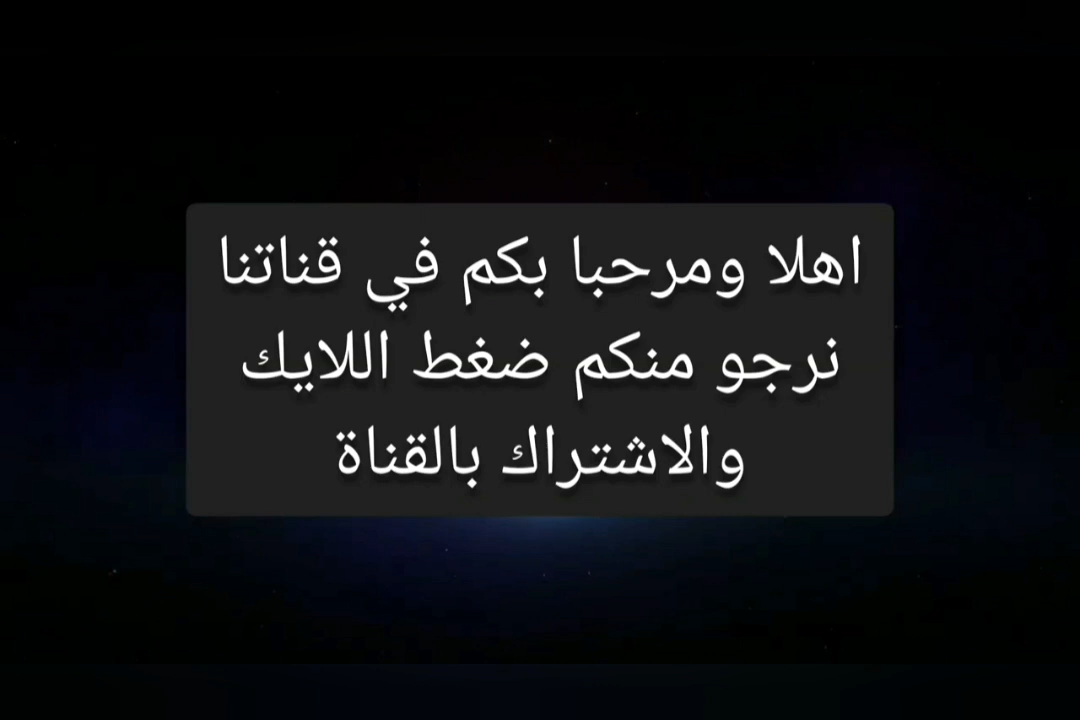 اهلا ومرحبا بكم في قناتنا
نرجو منكم ضغط اللايك
والاشتراك بالقناة